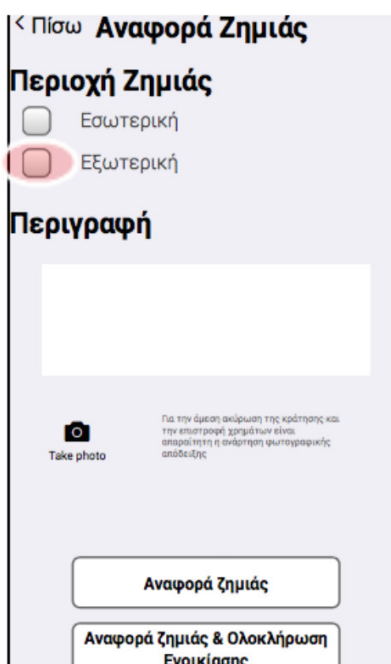 < Πίσω Αναφορά Ζημιάς
Περιοχή Ζημιάς
Εσωτερική
Εξωτερική
Περιγραφή
Για την άμεση ακύρωση της κράτησης και
την επιστροφή χρημάτων είναι
απαραίτητη η ανάρτηση φωτογραφικής
απόδειξης
Take photo
Αναφορά ζημιάς
Αναφορά ζημιάς & Ολοκλήρωση
Ενοικίασης